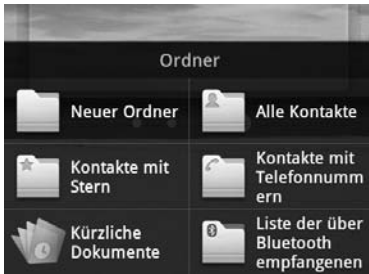 Ordner
Neuer Ordner
Alle Kontakte
Kontakte mit
Stern
Kontakte mit
Telefonnumm
ern
Kürzliche
Dokumente
Liste der über
Bluetooth
empfangenen